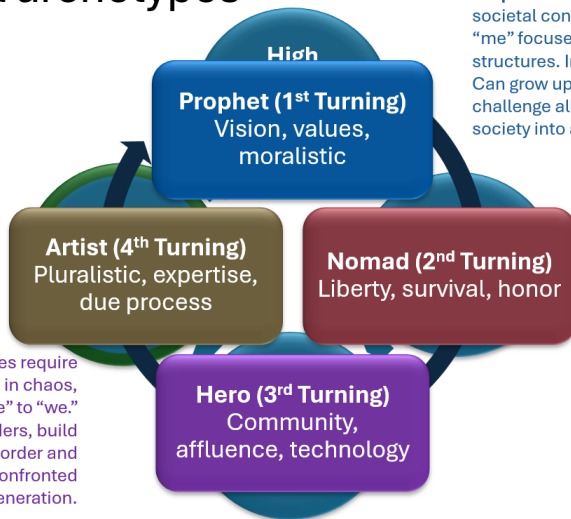 archetypes
societal con
“me” focuse
structures. I
Can grow up
challenge al
society into a
High
Prophet (1st Turning)
Vision, values,
moralistic
Artist (4th Turning)
Pluralistic, expertise,
due process
Nomad (2nd Turning)
Liberty, survival, honor
es require
in chaos,
e” to “we.”
ders, build
order and
onfronted
eneration.
Hero (3rd Turning)
Community,
affluence, technology